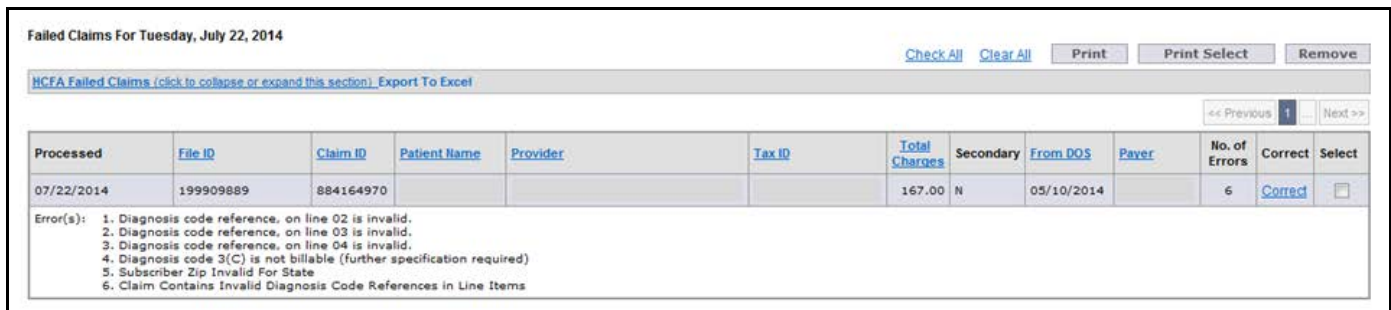 Failed Claims For Tuesday, July 22, 2014
Check All Clear All Print Print Select Remove
HCFA Failed Claims (click to collapse or expand this section) Export To Excel
<< Previous 1 ... Next >>
Processed File ID Claim ID Patient Name Provider Tax ID Total Charges Secondary From DOS Payer No. of Errors Correct Select
07/22/2014 199909889 884164970 167.00 N 05/10/2014 6 Correct
Error(s): 1. Diagnosis code reference, on line 02 is invalid.
2. Diagnosis code reference, on line 03 is invalid.
3. Diagnosis code reference, on line 04 is invalid.
4. Diagnosis code 3(C) is not billable (further specification required)
5. Subscriber Zip Invalid For State
6. Claim Contains Invalid Diagnosis Code References in Line Items